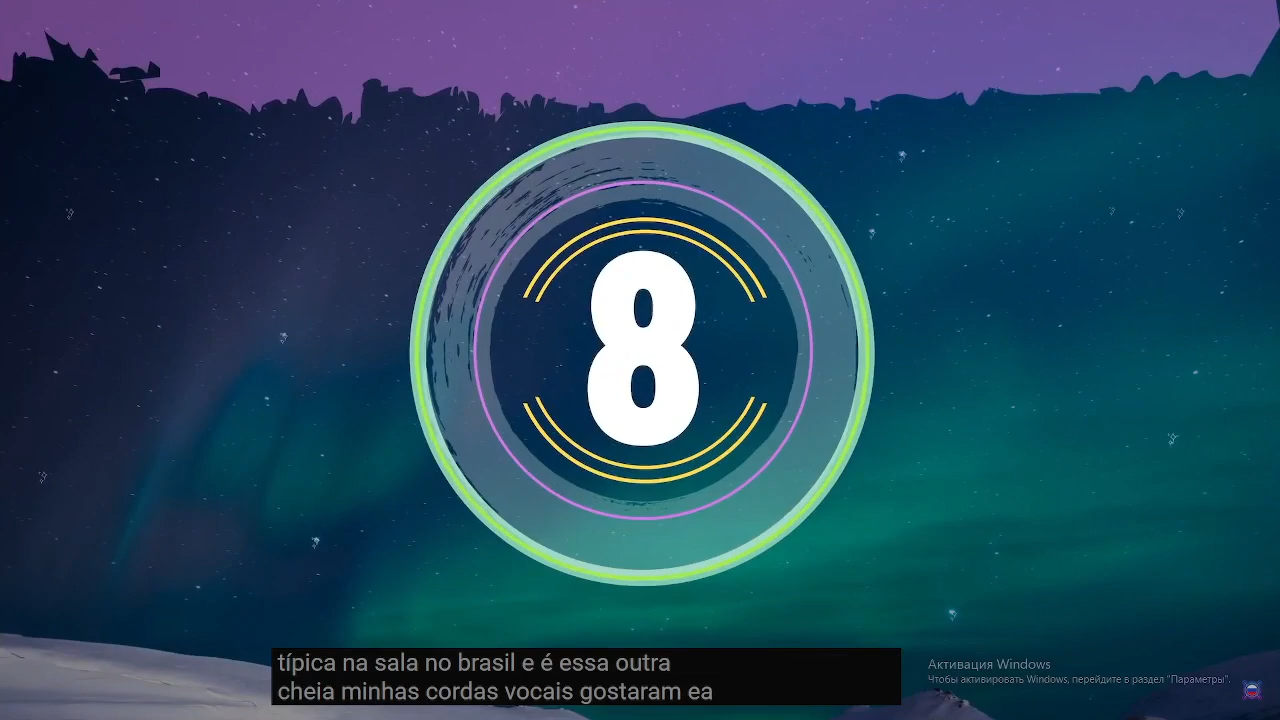 8
típica na sala no brasil e é essa outra
cheia minhas cordas vocais gostaram ea
Активация Windows
Чтобы активировать Windows, перейдите в раздел "Параметры".